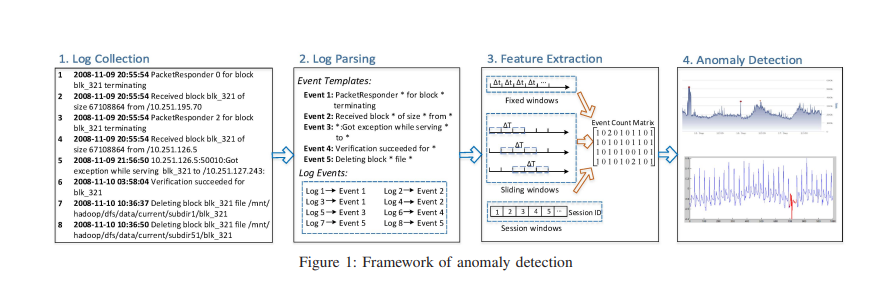 1. Log Collection
1 2008-11-09 20:55:54 PacketResponder 0 for block
blk_321 terminating
2 2008-11-09 20:55:54 Received block blk_321 of
size 67108864 from /10.251.195.70
3 2008-11-09 20:55:54 PacketResponder 2 for block
blk_321 terminating
4 2008-11-09 20:55:54 Received block blk_321 of
size 67108864 from /10.251.126.5
5 2008-11-09 21:56:50 10.251.126.5:50010:Got
exception while serving blk_321 to /10.251.127.243:
6 2008-11-10 03:58:04 Verification succeeded for
blk_321
7 2008-11-10 10:36:37 Deleting block blk_321 file /mnt/
hadoop/dfs/data/current/subdir1/blk_321
8 2008-11-10 10:36:50 Deleting block blk_321 file /mnt/
hadoop/dfs/data/current/subdir51/blk_321
2. Log Parsing
Event Templates:
Event 1: PacketResponder * for block *
terminating
Event 2: Received block * of size * from *
Event 3: *:Got exception while serving *
to *
Event 4: Verification succeeded for *
Event 5: Deleting block * file *
Log Events:
Log 1 → Event 1 Log 2 → Event 2
Log 3 → Event 1 Log 4 → Event 2
Log 5 → Event 3 Log 6 → Event 4
Log 7 → Event 5 Log 8 → Event 5
3. Feature Extraction
Δt₁ Δt₁ Δt₁ Δt₁ ...
Fixed windows
ΔT
ΔT
ΔT
Sliding windows
1 2 3 4 5 ... Session ID
Session windows
Event Count Matrix
1 0 2 0 1 0 1 1 0 1
1 0 0 0 1 0 1 1 0 1
1 0 1 0 0 1 0 0 0 1
1 0 1 0 1 0 2 1 0 1
4. Anomaly Detection
Figure 1: Framework of anomaly detection